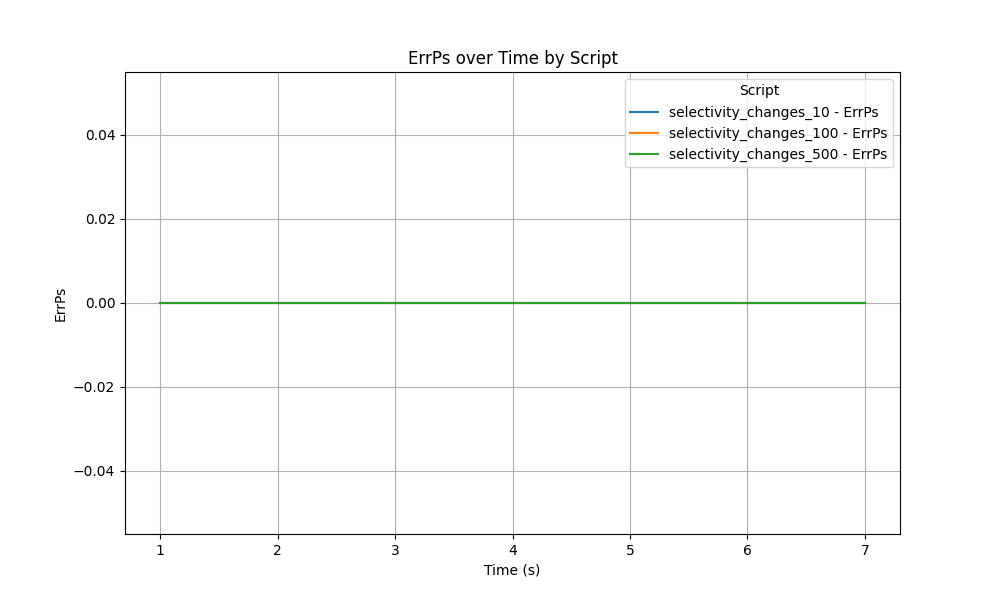 ErrPs over Time by Script
Script
selectivity_changes_10 - ErrPs
selectivity_changes_100 - ErrPs
selectivity_changes_500 - ErrPs
ErrPs
0.04
0.02
0.00
−0.02
−0.04
1 2 3 4 5 6 7
Time (s)